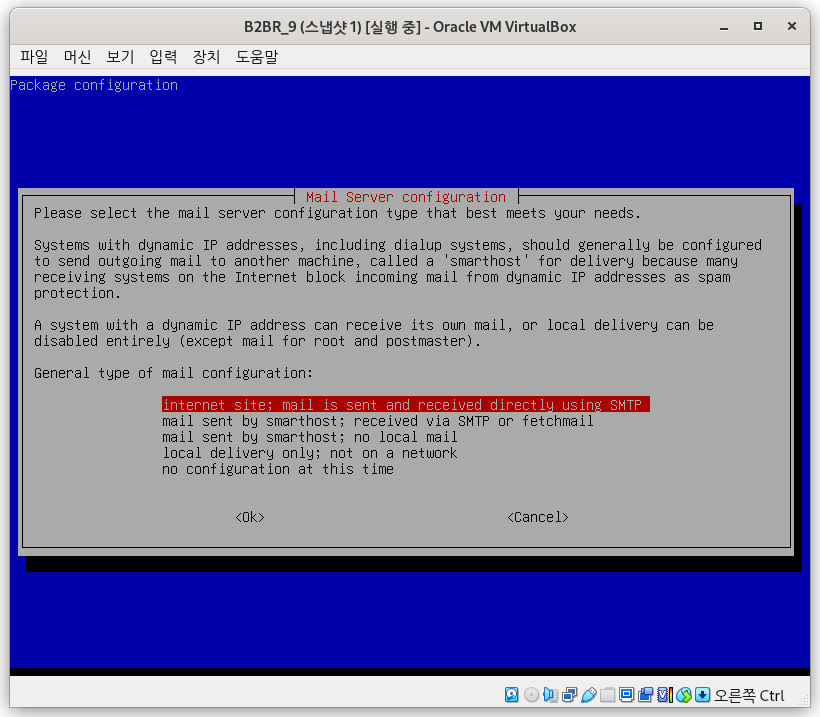 B2BR_9 (스냅샷 1) [실행 중] - Oracle VM VirtualBox
파일 머신 보기 입력 장치 도움말
Package configuration
Mail Server configuration
Please select the mail server configuration type that best meets your needs.
Systems with dynamic IP addresses, including dialup systems, should generally be configured
to send outgoing mail to another machine, called a 'smarthost' for delivery because many
receiving systems on the Internet block incoming mail from dynamic IP addresses as spam
protection.
A system with a dynamic IP address can receive its own mail, or local delivery can be
disabled entirely (except mail for root and postmaster).
General type of mail configuration:
internet site; mail is sent and received directly using SMTP
mail sent by smarthost; received via SMTP or fetchmail
mail sent by smarthost; no local mail
local delivery only; not on a network
no configuration at this time
<Ok> <Cancel>
오른쪽 Ctrl